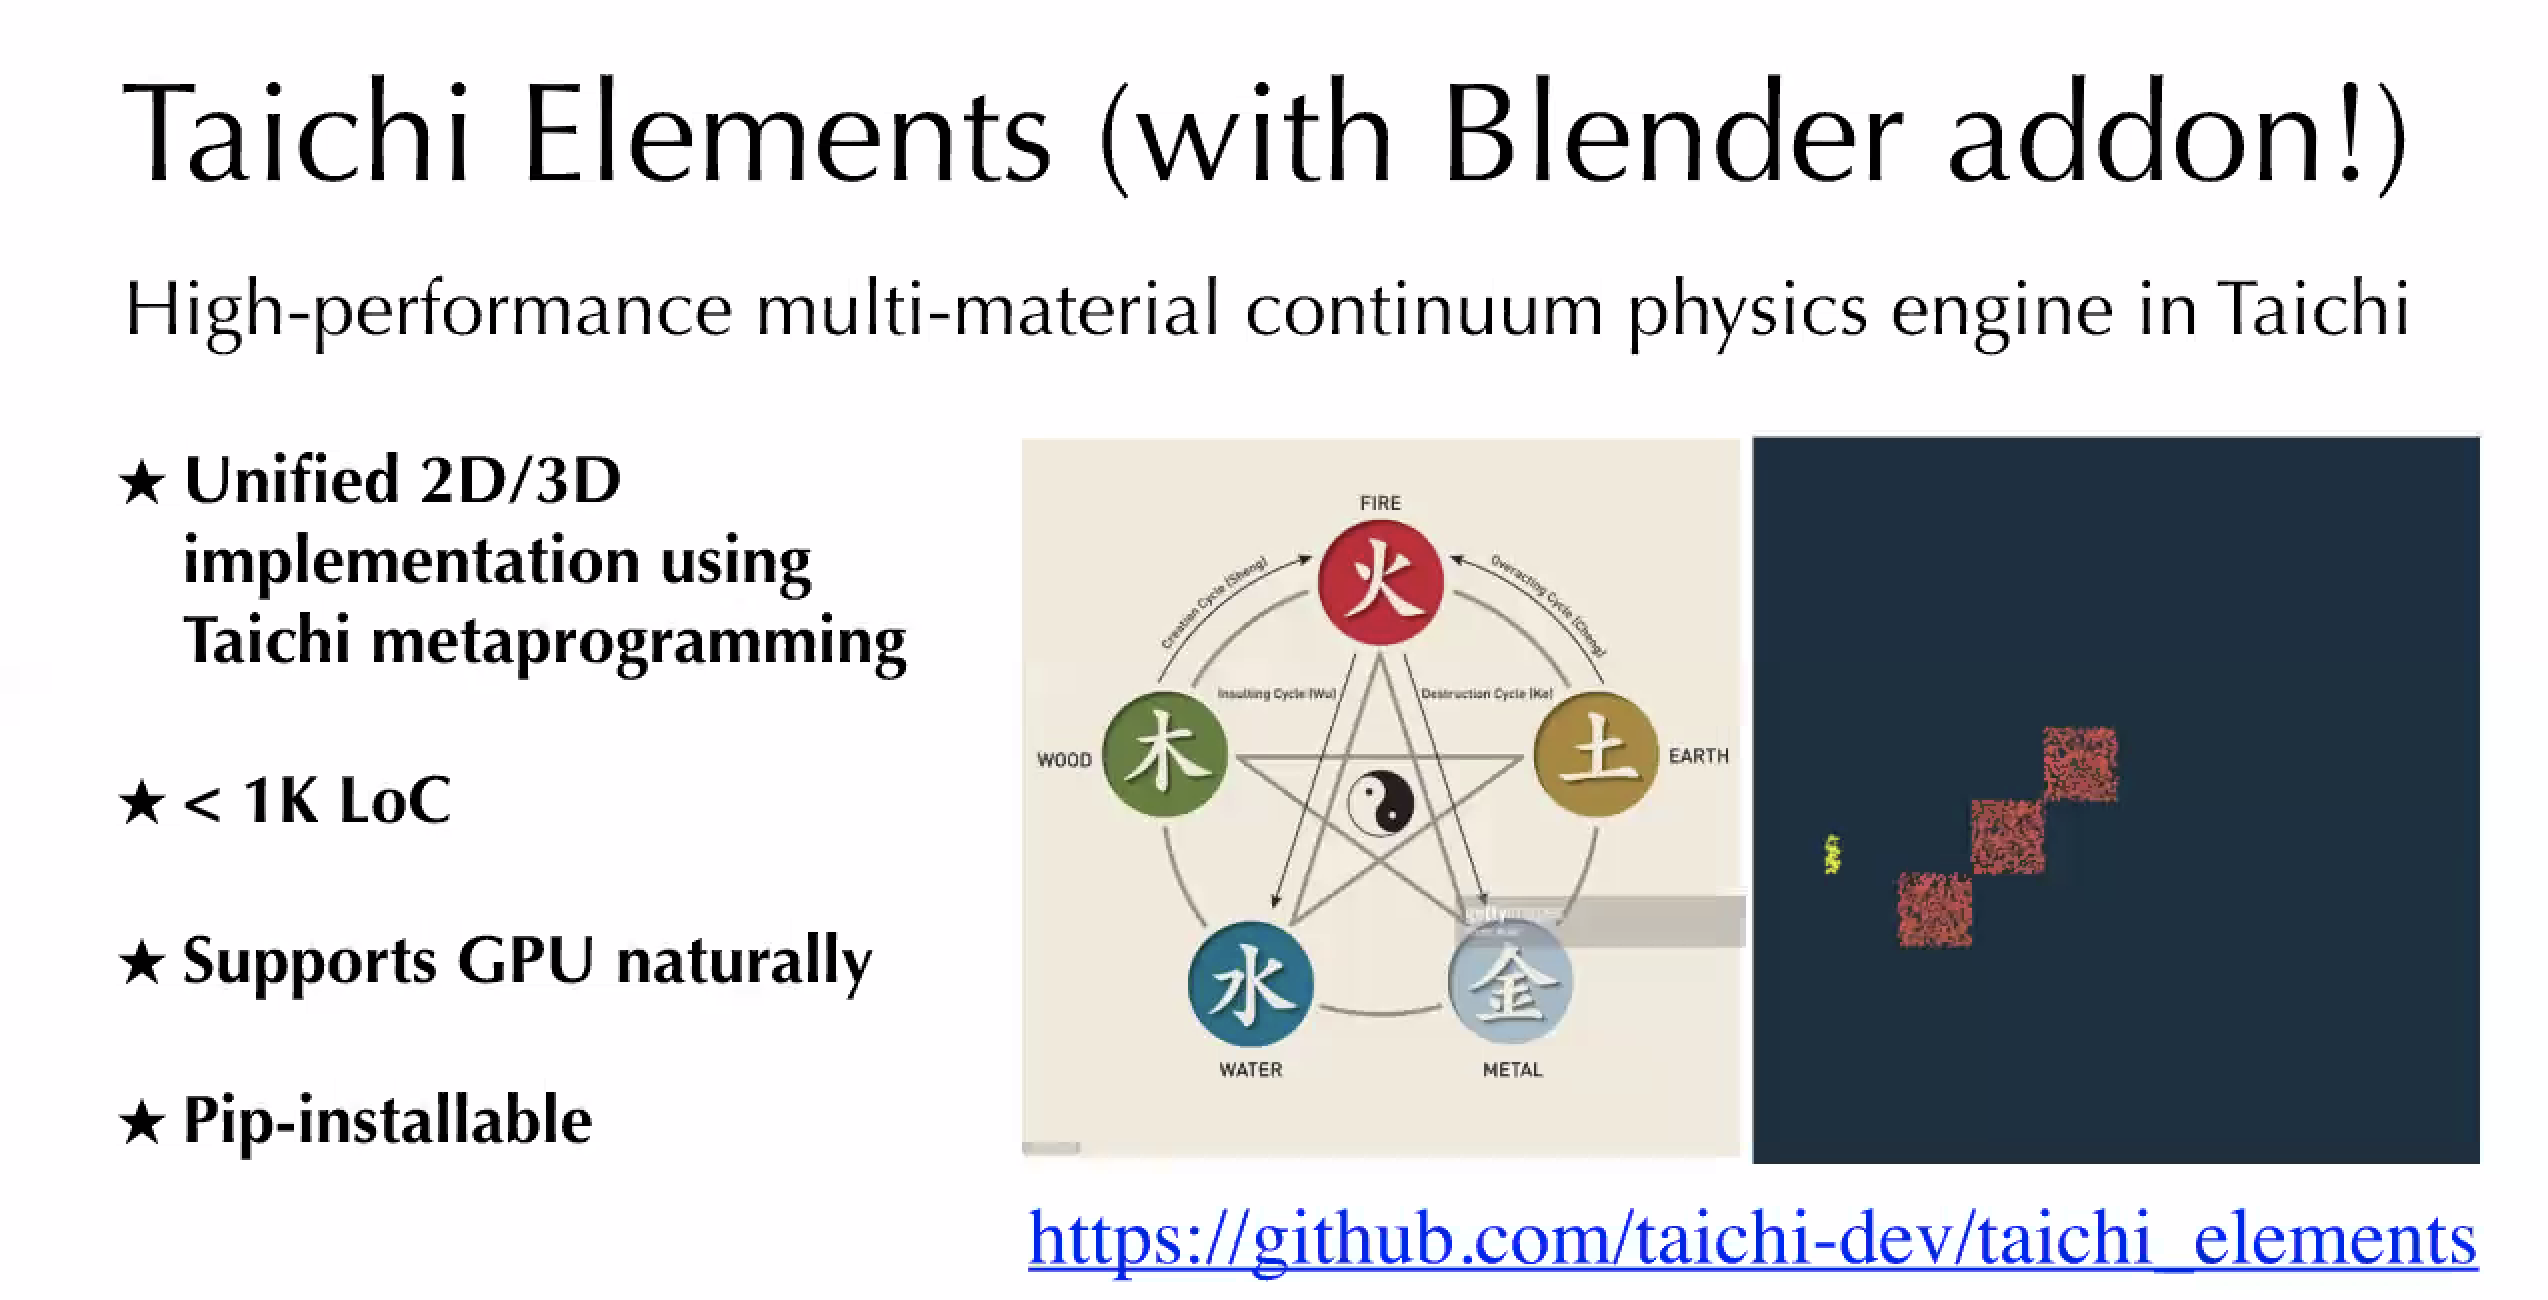 Taichi Elements (with Blender addon!)
High-performance multi-material continuum physics engine in Taichi
★ Unified 2D/3D
implementation using
Taichi metaprogramming
★ < 1K LoC
★ Supports GPU naturally
★ Pip-installable
FIRE
火
Creation Cycle (Sheng)
Overacting Cycle (Cheng)
Insulting Cycle (Wu)
Destruction Cycle (Ke)
WOOD
木
土
EARTH
gettyimages
水
金
WATER
METAL
https://github.com/taichi-dev/taichi_elements